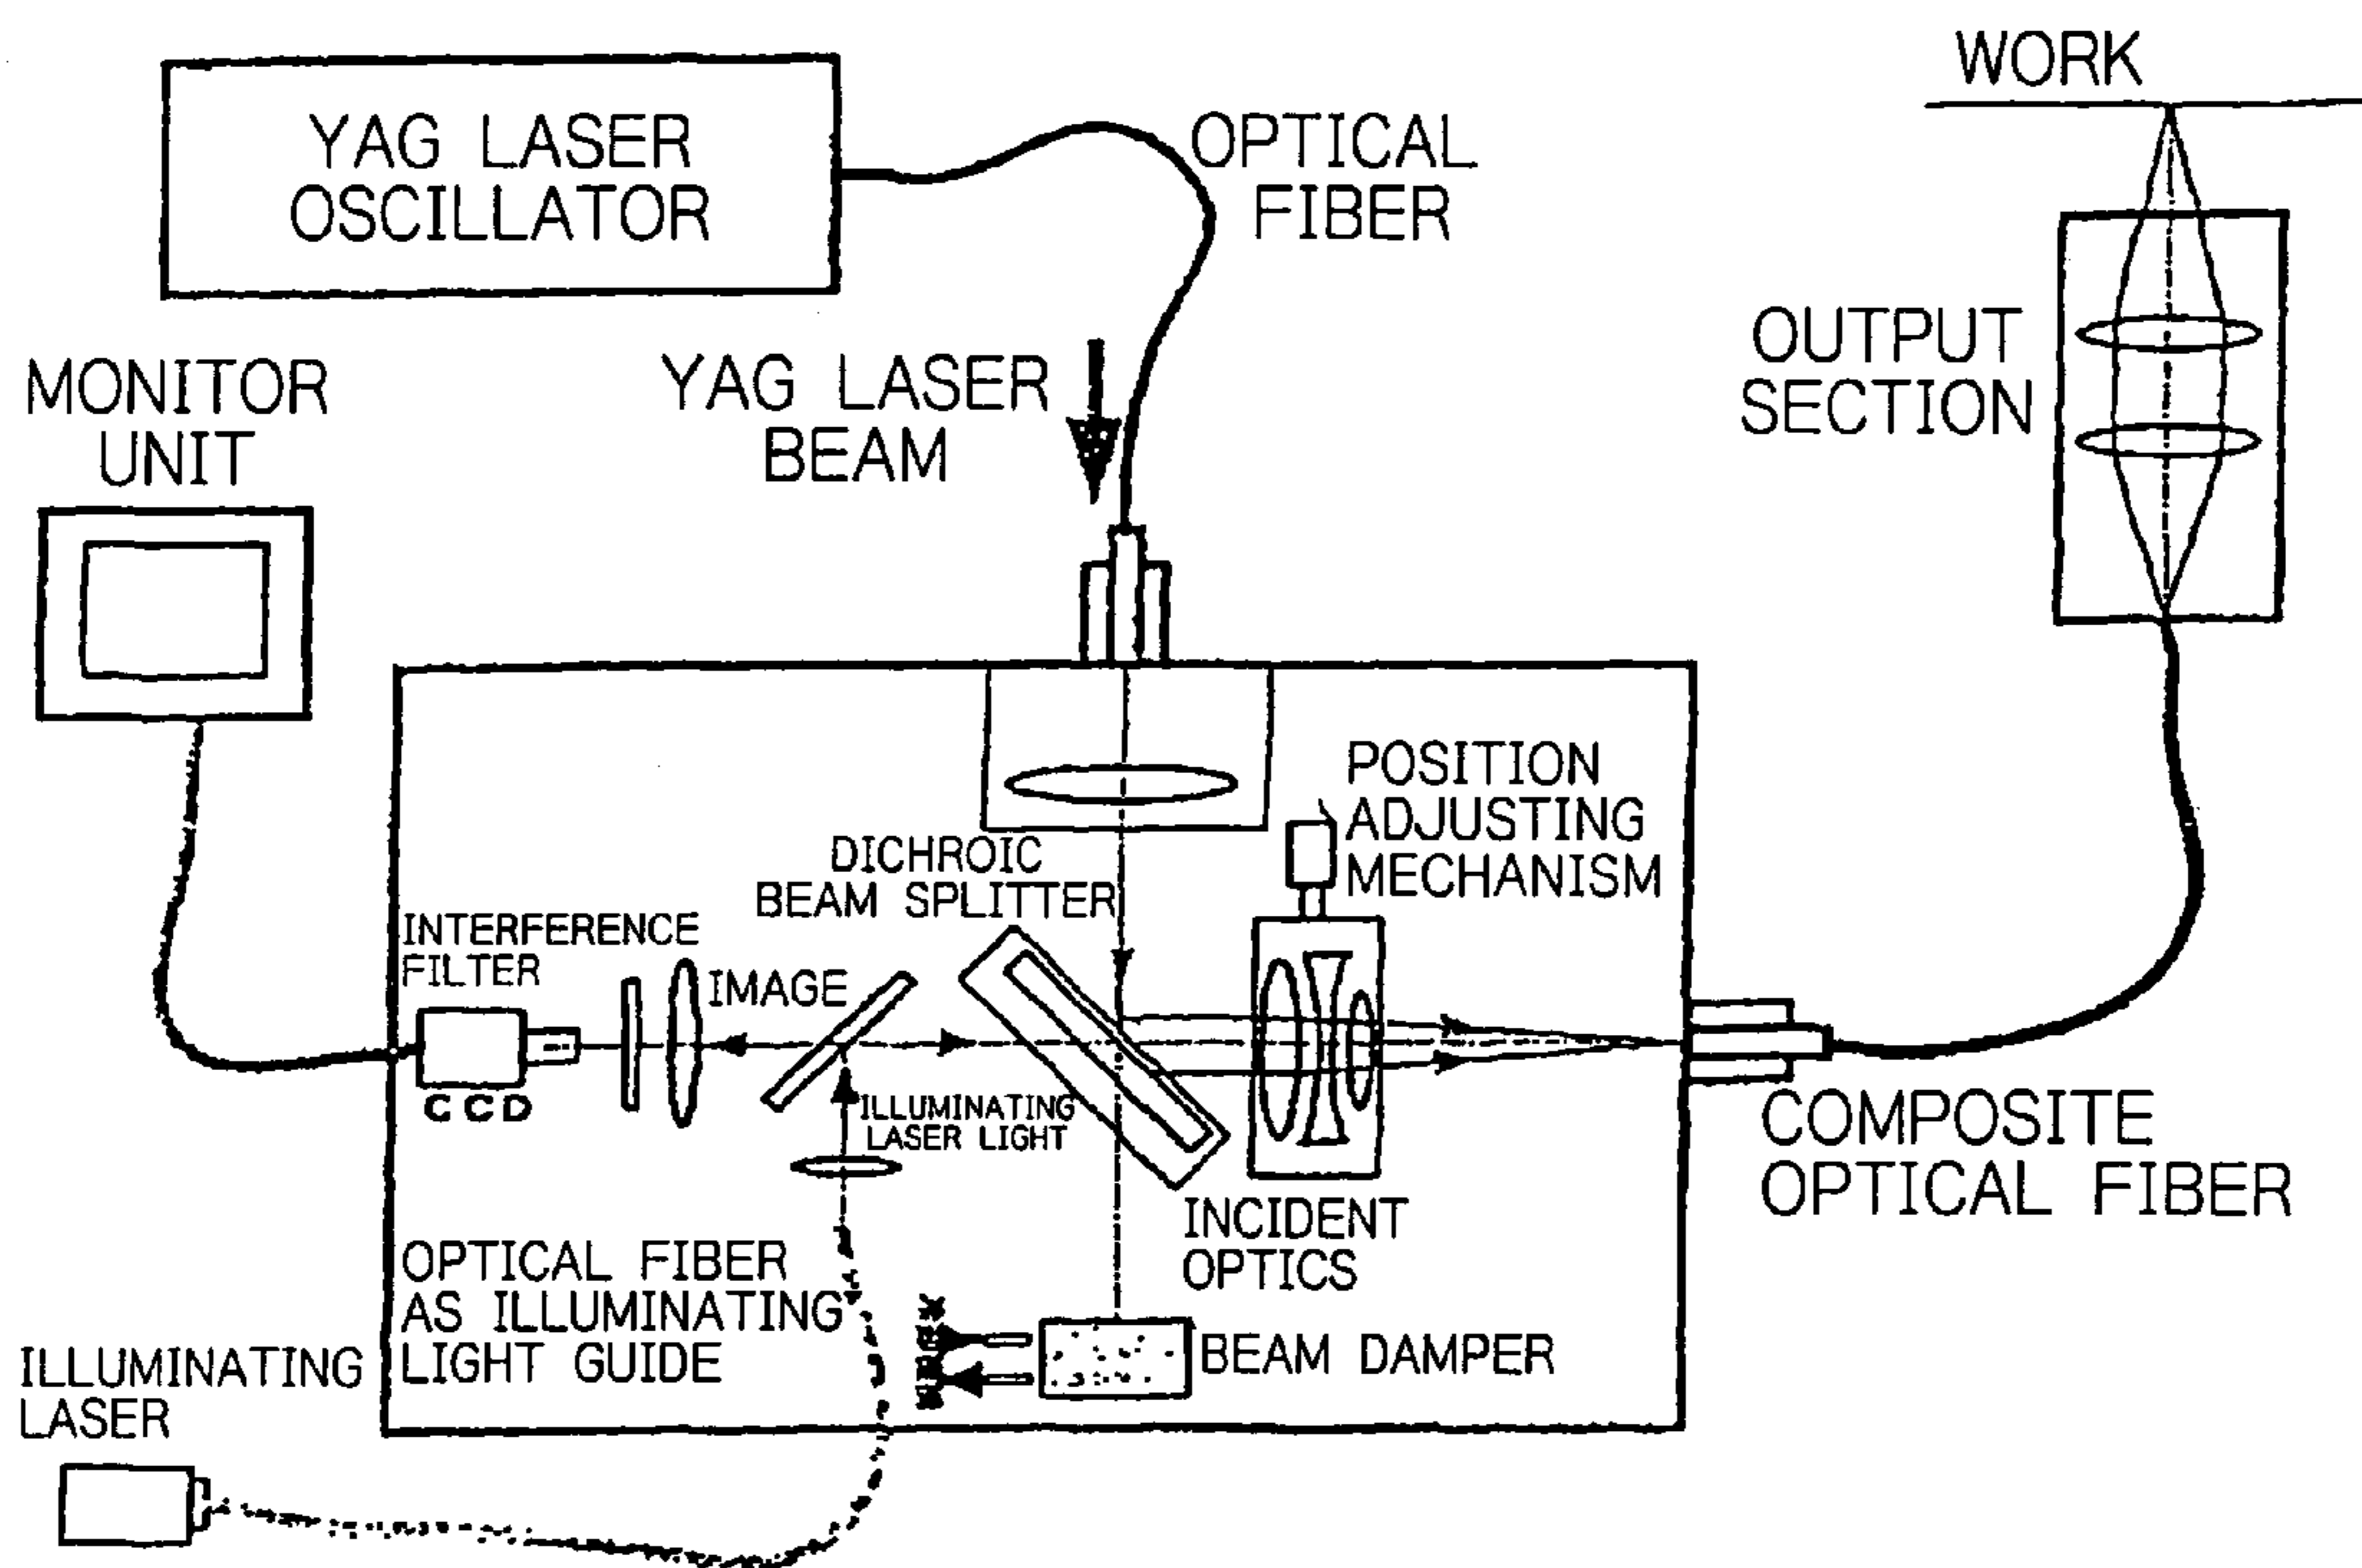 WORK
YAG LASER
OSCILLATOR
OPTICAL
FIBER
OUTPUT
SECTION
YAG LASER
BEAM
MONITOR
UNIT
POSITION
ADJUSTING
MECHANISM
DICHROIC
BEAM SPLITTER
INTERFERENCE
FILTER
IMAGE
CCD
ILLUMINATING
LASER LIGHT
COMPOSITE
OPTICAL FIBER
INCIDENT
OPTICS
OPTICAL FIBER
AS ILLUMINATING
LIGHT GUIDE
BEAM DAMPER
ILLUMINATING
LASER